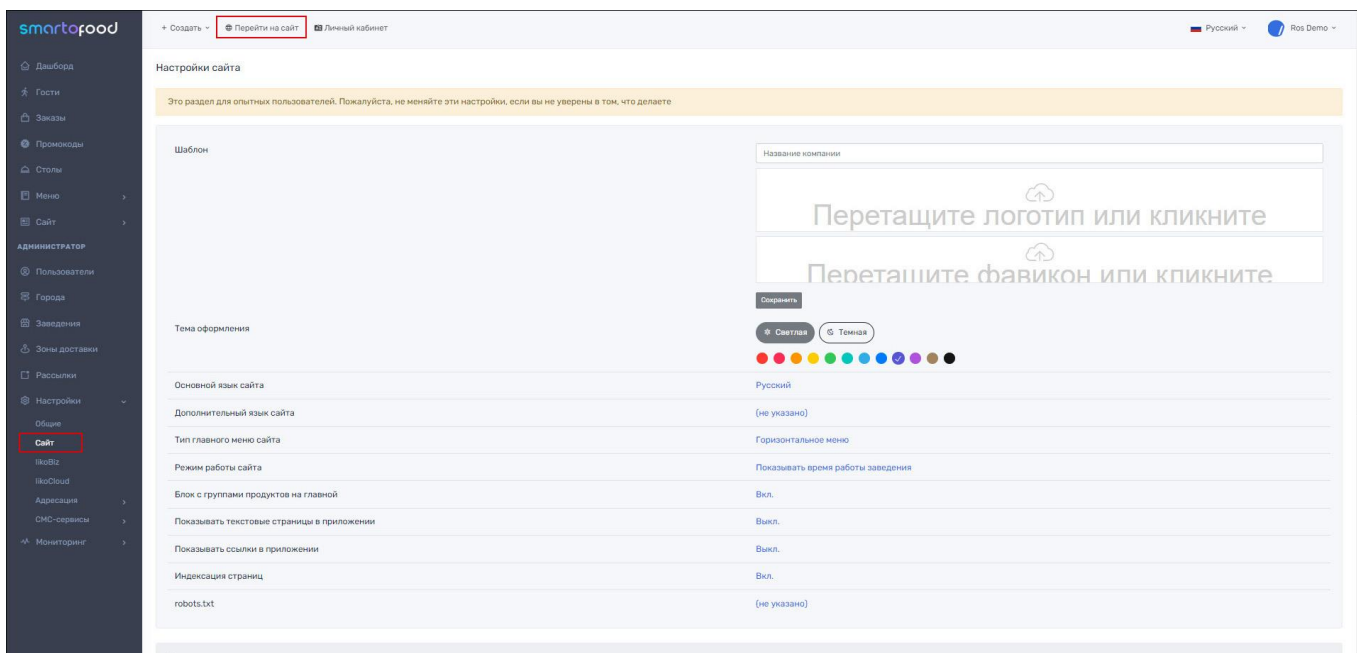 smartofood
+ Создать
Перейти на сайт
Личный кабинет
Русский
Ros Demo
Дашборд
Гости
Заказы
Промокоды
Столы
Меню
Сайт
АДМИНИСТРАТОР
Пользователи
Города
Заведения
Зоны доставки
Рассылки
Настройки
Общие
Сайт
IikoBiz
IikoCloud
Адресация
СМС-сервисы
Мониторинг
Настройки сайта
Это раздел для опытных пользователей. Пожалуйста, не меняйте эти настройки, если вы не уверены в том, что делаете
Шаблон
Название компании
Перетащите логотип или кликните
Перетащите фавикон или кликните
Сохранить
Тема оформления
Светлая
Темная
Основной язык сайта
Русский
Дополнительный язык сайта
(не указано)
Тип главного меню сайта
Горизонтальное меню
Режим работы сайта
Показывать время работы заведения
Блок с группами продуктов на главной
Вкл.
Показывать текстовые страницы в приложении
Выкл.
Показывать ссылки в приложении
Выкл.
Индексация страниц
Вкл.
robots.txt
(не указано)